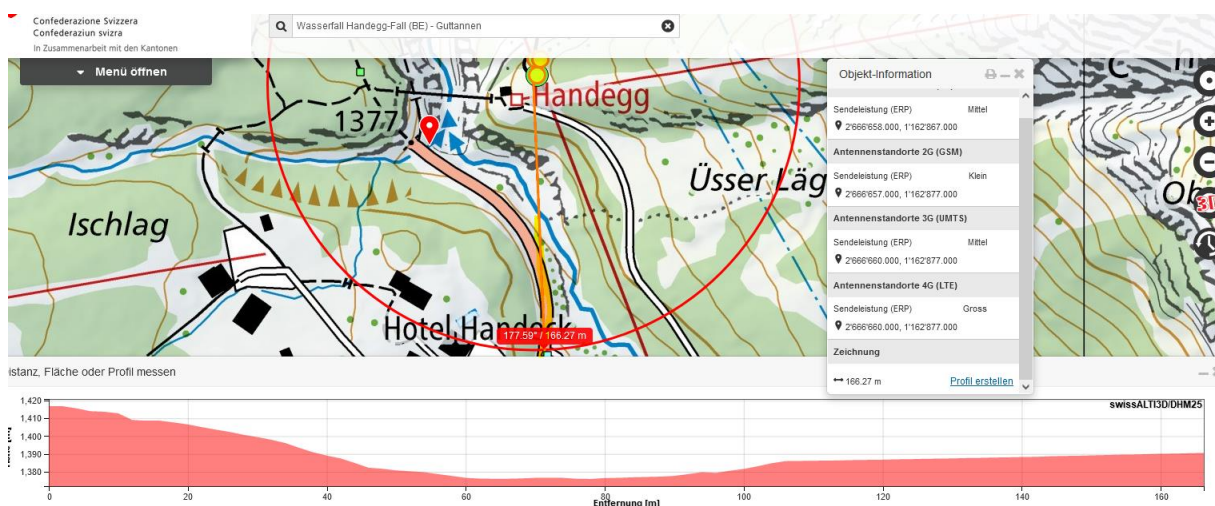 Confederazione Svizzera
Confederaziun svizra
In Zusammenarbeit mit den Kantonen
Wasserfall Handegg-Fall (BE) - Guttannen
Menü öffnen
Handegg
1377
Üsser Läg
Ischlag
Hotel Handeck
177.59° / 166.27 m
Objekt-Information
Sendeleistung (ERP) Mittel
2'666'658.000, 1'162'867.000
Antennenstandorte 2G (GSM)
Sendeleistung (ERP) Klein
2'666'657.000, 1'162'877.000
Antennenstandorte 3G (UMTS)
Sendeleistung (ERP) Mittel
2'666'660.000, 1'162'877.000
Antennenstandorte 4G (LTE)
Sendeleistung (ERP) Gross
2'666'660.000, 1'162'877.000
Zeichnung
166.27 m Profil erstellen
istanz, Fläche oder Profil messen
swissALTI3D/DHM25
1,420
1,410
1,400
1,390
1,380
0 20 40 60 80 100 120 140 160
Entfernung [m]